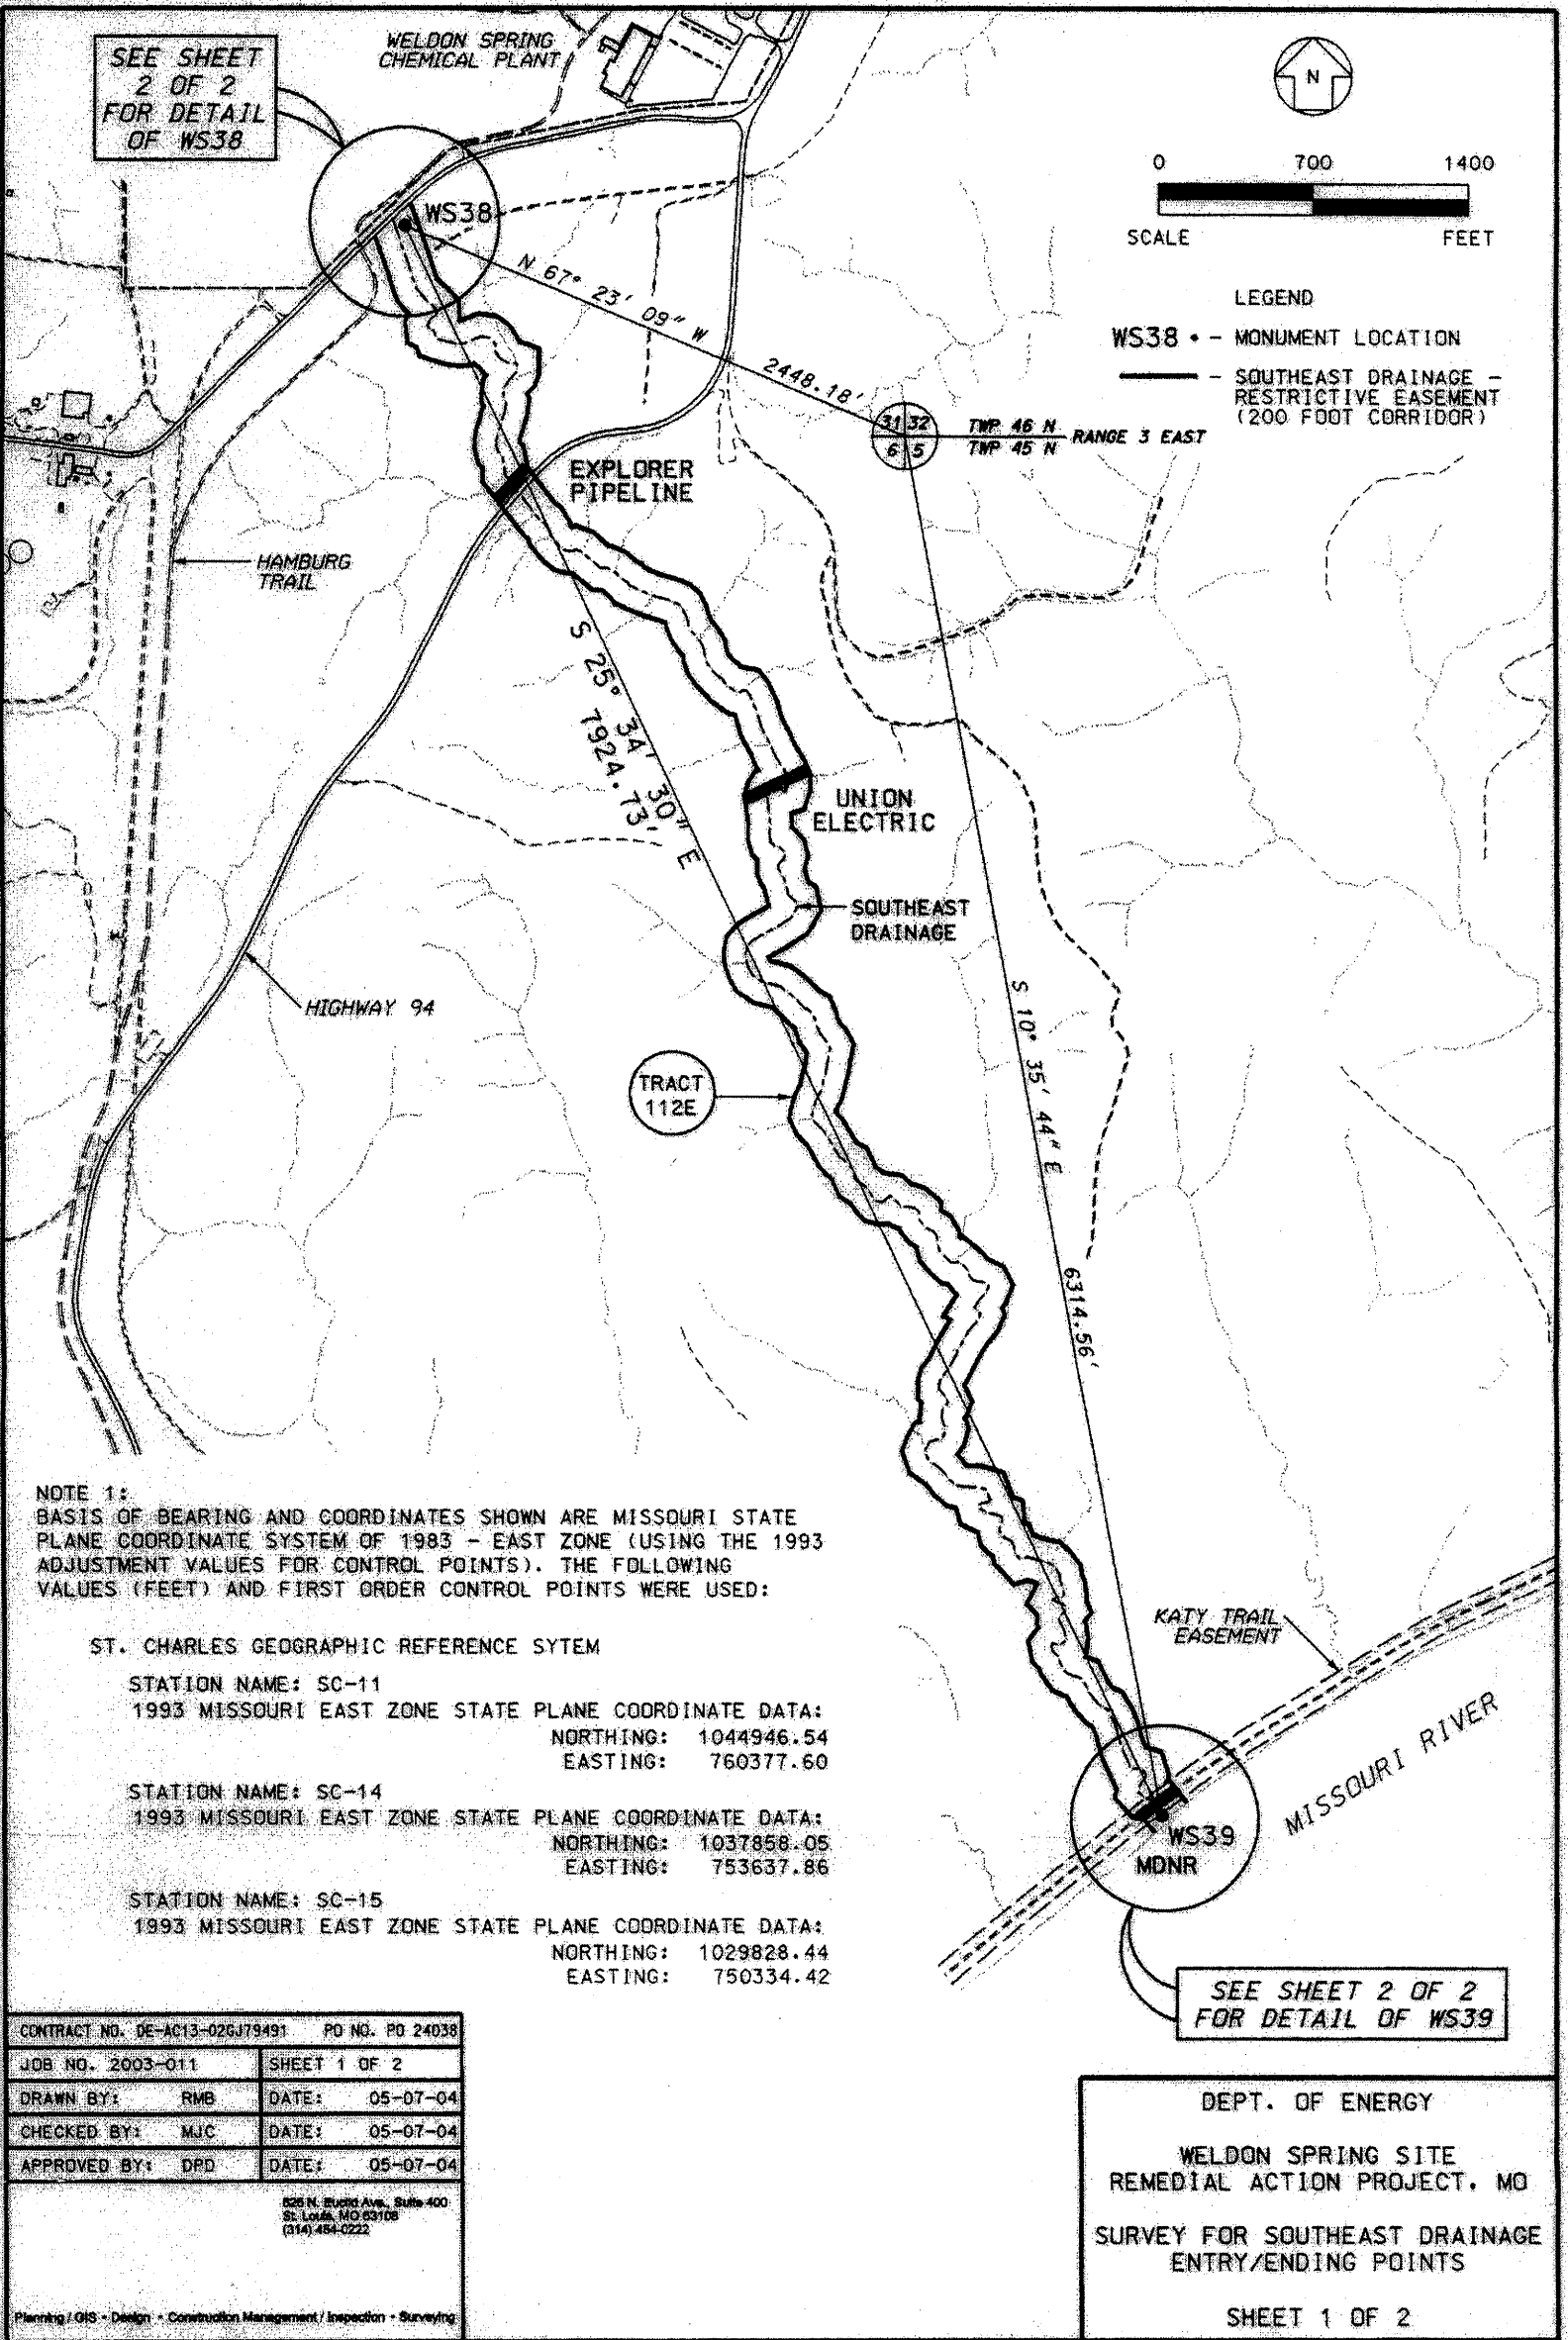 SEE SHEET
2 OF 2
FOR DETAIL
OF WS38
WELDON SPRING
CHEMICAL PLANT
N
0 700 1400
SCALE FEET
LEGEND
WS38 • - MONUMENT LOCATION
- SOUTHEAST DRAINAGE -
RESTRICTIVE EASEMENT
(200 FOOT CORRIDOR)
WS38
N 67° 23' 09" W
2448.18'
31 32
6 5
TWP 46 N
TWP 45 N
RANGE 3 EAST
EXPLORER
PIPELINE
HAMBURG
TRAIL
S 25° 34' 30" E
7924.73'
UNION
ELECTRIC
SOUTHEAST
DRAINAGE
HIGHWAY 94
S 10° 35' 44" E
6314.56'
TRACT
112E
NOTE 1:
BASIS OF BEARING AND COORDINATES SHOWN ARE MISSOURI STATE
PLANE COORDINATE SYSTEM OF 1983 - EAST ZONE (USING THE 1993
ADJUSTMENT VALUES FOR CONTROL POINTS). THE FOLLOWING
VALUES (FEET) AND FIRST ORDER CONTROL POINTS WERE USED:
ST. CHARLES GEOGRAPHIC REFERENCE SYTEM
STATION NAME: SC-11
1993 MISSOURI EAST ZONE STATE PLANE COORDINATE DATA:
NORTHING: 1044946.54
EASTING: 760377.60
STATION NAME: SC-14
1993 MISSOURI EAST ZONE STATE PLANE COORDINATE DATA:
NORTHING: 1037858.05
EASTING: 753637.86
STATION NAME: SC-15
1993 MISSOURI EAST ZONE STATE PLANE COORDINATE DATA:
NORTHING: 1029828.44
EASTING: 750334.42
KATY TRAIL
EASEMENT
MISSOURI RIVER
WS39
MDNR
SEE SHEET 2 OF 2
FOR DETAIL OF WS39
CONTRACT NO. DE-AC13-02GJ79491 PO NO. PO 24038
JOB NO. 2003-011 SHEET 1 OF 2
DRAWN BY: RMB DATE: 05-07-04
CHECKED BY: MJC DATE: 05-07-04
APPROVED BY: DPD DATE: 05-07-04
625 N. Euclid Ave., Suite 400
St. Louis, MO 63108
(314) 454-0222
Planning / GIS • Design • Construction Management / Inspection • Surveying
DEPT. OF ENERGY
WELDON SPRING SITE
REMEDIAL ACTION PROJECT. MO
SURVEY FOR SOUTHEAST DRAINAGE
ENTRY/ENDING POINTS
SHEET 1 OF 2